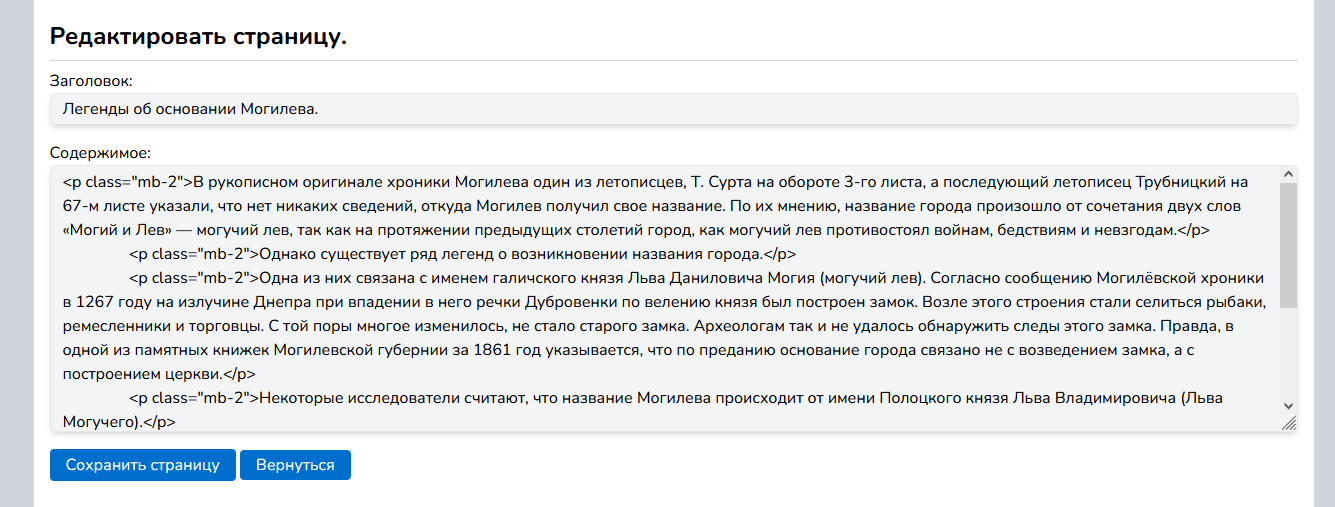 Редактировать страницу.
Заголовок:
Легенды об основании Могилева.
Содержимое:
<p class="mb-2">В рукописном оригинале хроники Могилева один из летописцев, Т. Сурта на обороте 3-го листа, а последующий летописец Трубницкий на
67-м листе указали, что нет никаких сведений, откуда Могилев получил свое название. По их мнению, название города произошло от сочетания двух слов
«Могий и Лев» — могучий лев, так как на протяжении предыдущих столетий город, как могучий лев противостоял войнам, бедствиям и невзгодам.</p>
<p class="mb-2">Однако существует ряд легенд о возникновении названия города.</p>
<p class="mb-2">Одна из них связана с именем галичского князя Льва Даниловича Могия (могучий лев). Согласно сообщению Могилёвской хроники
в 1267 году на излучине Днепра при впадении в него речки Дубровенки по велению князя был построен замок. Возле этого строения стали селиться рыбаки,
ремесленники и торговцы. С той поры многое изменилось, не стало старого замка. Археологам так и не удалось обнаружить следы этого замка. Правда, в
одной из памятных книжек Могилевской губернии за 1861 год указывается, что по преданию основание города связано не с возведением замка, а с
построением церкви.</p>
<p class="mb-2">Некоторые исследователи считают, что название Могилева происходит от имени Полоцкого князя Льва Владимировича (Льва
Могучего).</p>
Сохранить страницу
Вернуться